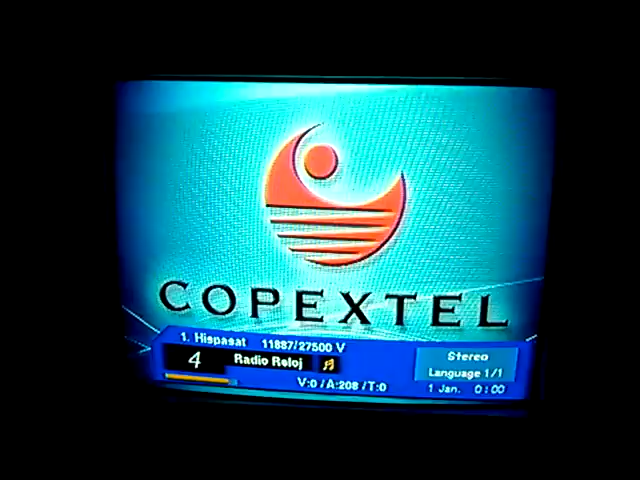 COPEXTEL
1. Hispasat 11887/27500 V
4 Radio Reloj
Stereo
Language 1/1
V:0 / A:208 / T:0
1 Jan. 0:00